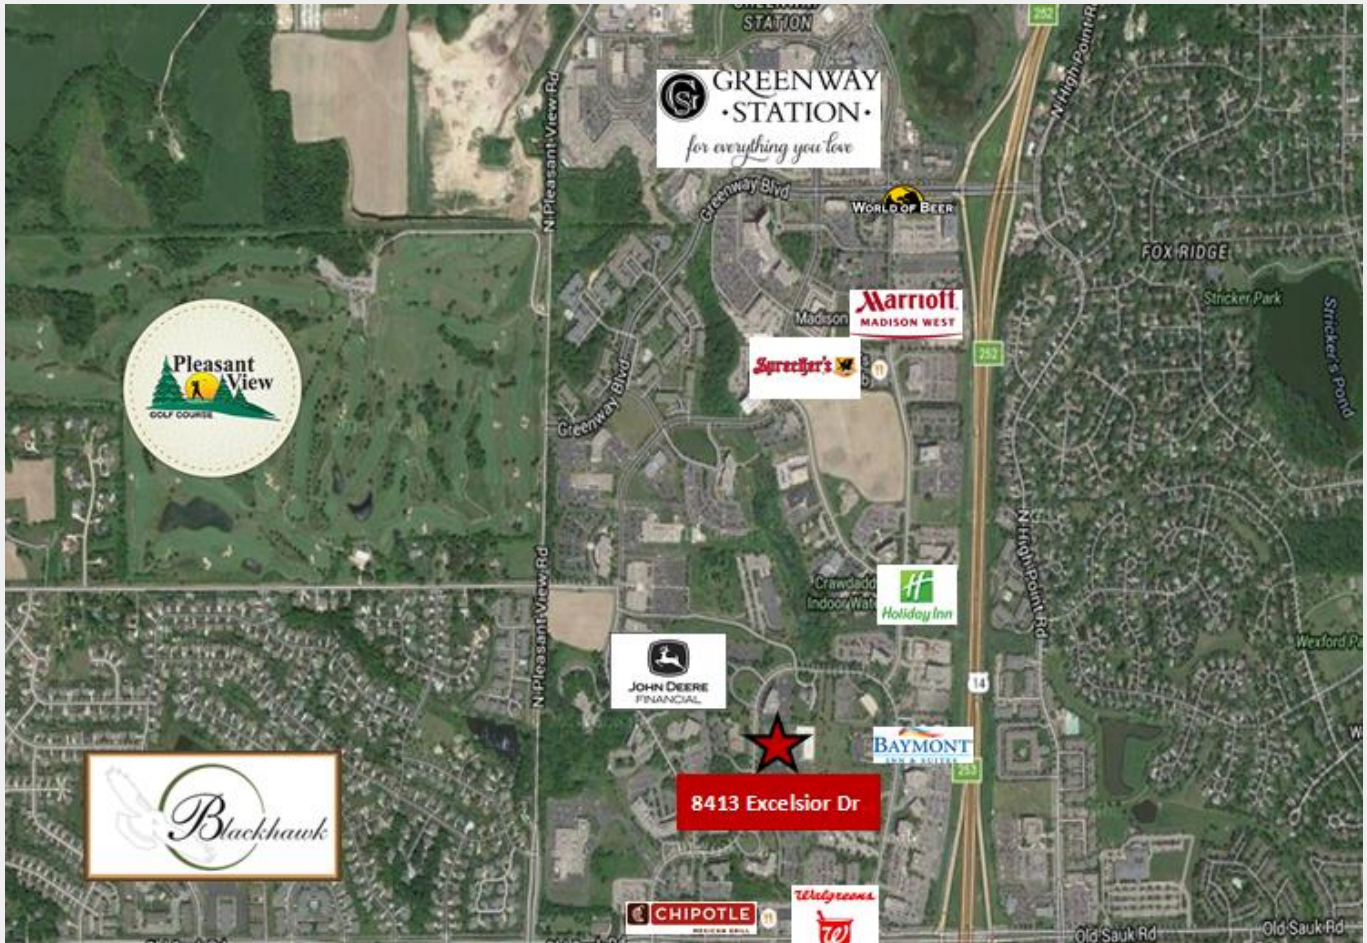 252
N High Point R
STATION
GREENWAY
·STATION·
for everything you love
N Pleasant View Rd
Greenway Blvd
WORLD OF BEER
FOX RIDGE
Stricker Park
Stricker's Pond
Marriott
MADISON WEST
Madison
252
Sprecher's
Pleasant
View
GOLF COURSE
Greenway Blvd
N High Point Rd
N Pleasant View Rd
Crawdadd
Indoor Wat
Holiday Inn
Wexford P
JOHN DEERE
FINANCIAL
14
BAYMONT
INN & SUITES
253
8413 Excelsior Dr
Blackhawk
Walgreens
W
CHIPOTLE
MEXICAN GRILL
Old Sauk Rd
Old Sauk Rd